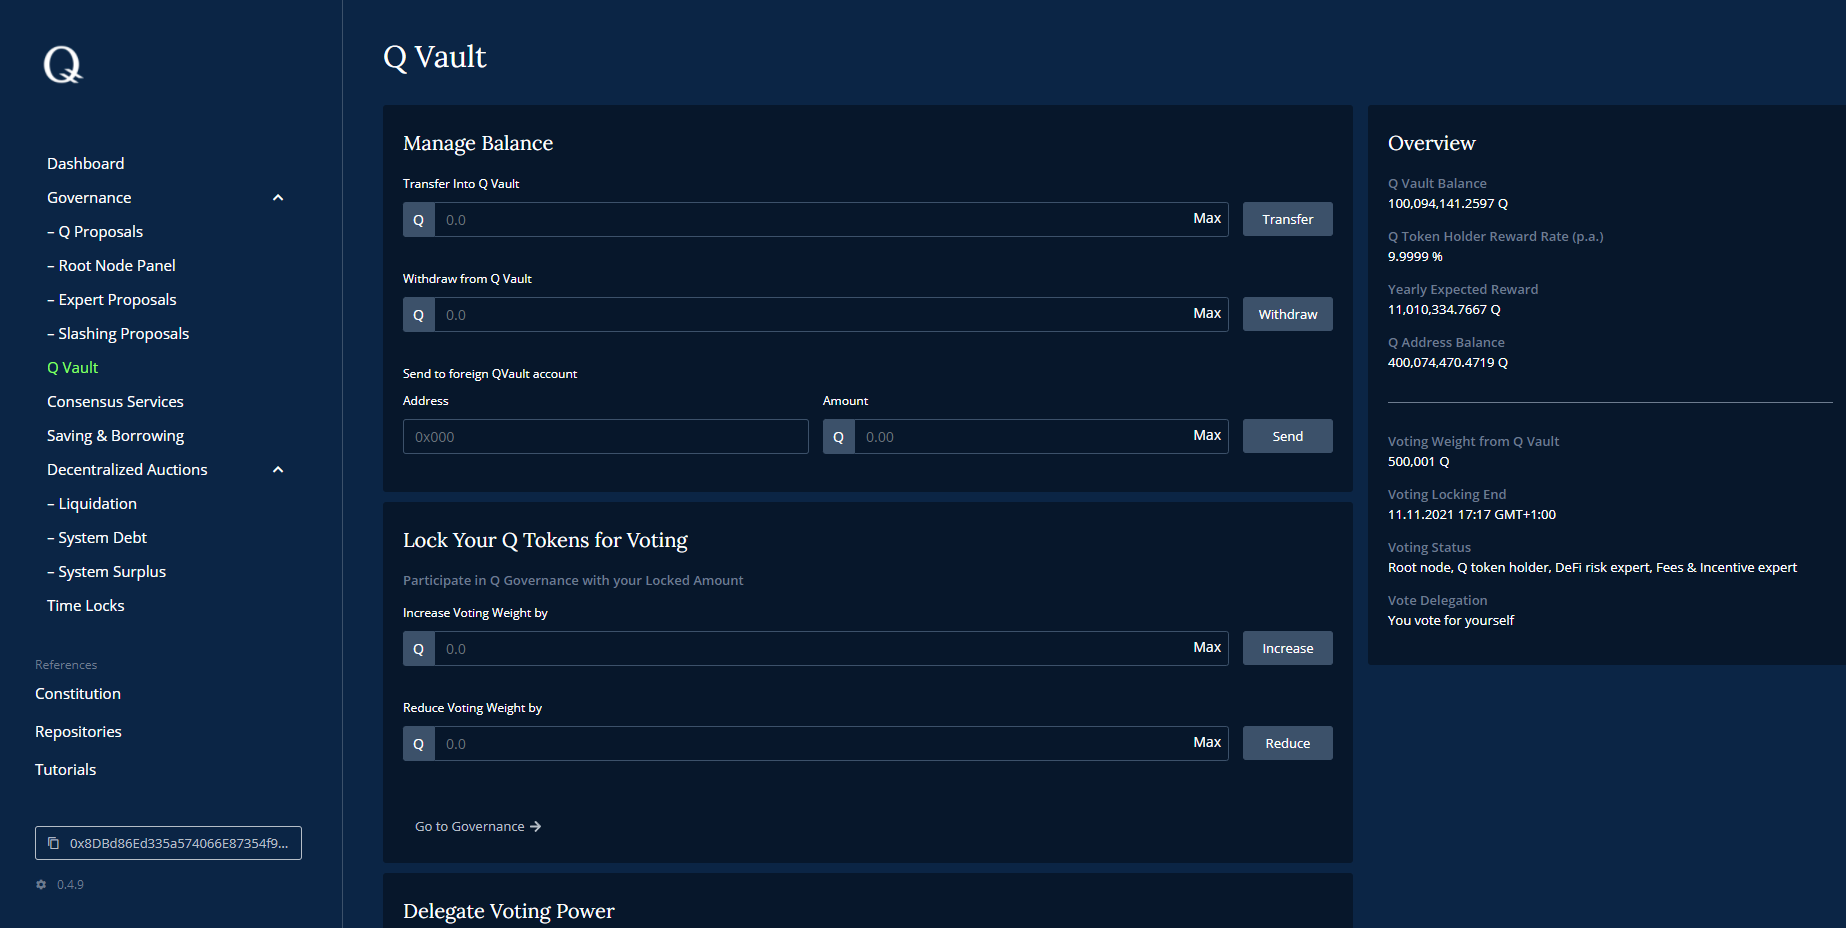 Q
Dashboard
Governance
– Q Proposals
– Root Node Panel
– Expert Proposals
– Slashing Proposals
Q Vault
Consensus Services
Saving & Borrowing
Decentralized Auctions
– Liquidation
– System Debt
– System Surplus
Time Locks
References
Constitution
Repositories
Tutorials
0x8DBd86Ed335a574066E87354f9...
0.4.9
Q Vault
Manage Balance
Transfer Into Q Vault
Q 0.0 Max Transfer
Withdraw from Q Vault
Q 0.0 Max Withdraw
Send to foreign QVault account
Address Amount
0x000 Q 0.00 Max Send
Lock Your Q Tokens for Voting
Participate in Q Governance with your Locked Amount
Increase Voting Weight by
Q 0.0 Max Increase
Reduce Voting Weight by
Q 0.0 Max Reduce
Go to Governance →
Delegate Voting Power
Overview
Q Vault Balance
100,094,141.2597 Q
Q Token Holder Reward Rate (p.a.)
9.9999 %
Yearly Expected Reward
11,010,334.7667 Q
Q Address Balance
400,074,470.4719 Q
Voting Weight from Q Vault
500,001 Q
Voting Locking End
11.11.2021 17:17 GMT+1:00
Voting Status
Root node, Q token holder, DeFi risk expert, Fees & Incentive expert
Vote Delegation
You vote for yourself